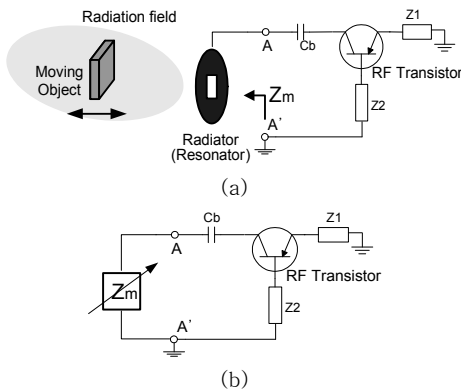 Radiation field
Moving
Object
Radiator
(Resonator)
A
Cb
Z1
RF Transistor
Zm
Z2
A'
(a)
A
Cb
Z1
RF Transistor
Zm
Z2
A'
(b)